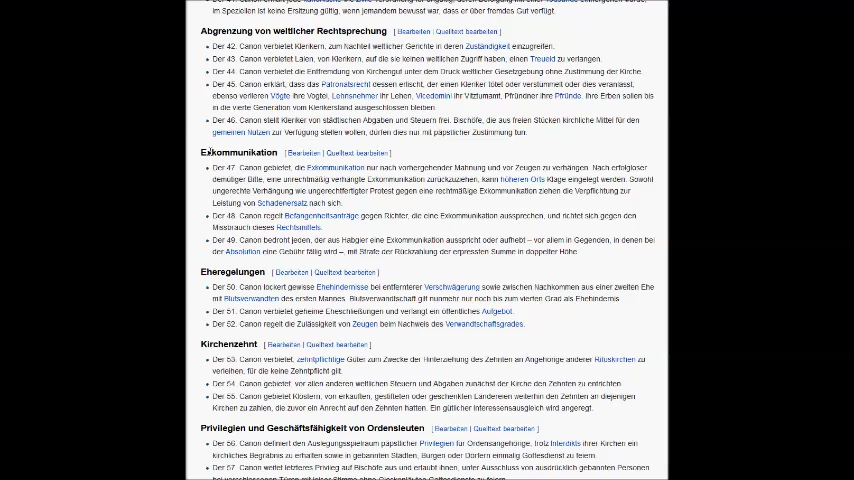 im Speziellen ist keine Ersitzung gültig, wenn jemandem bewusst war, dass er über fremdes Gut verfügt.
Abgrenzung von weltlicher Rechtsprechung [ Bearbeiten | Quelltext bearbeiten ]
• Der 42. Canon verbietet Klerikern, zum Nachteil weltlicher Gerichte in deren Zuständigkeit einzugreifen.
• Der 43. Canon verbietet Laien, von Klerikern, auf die sie keinen weltlichen Zugriff haben, einen Treueid zu verlangen.
• Der 44. Canon verbietet die Entfremdung von Kirchengut unter dem Druck weltlicher Gesetzgebung ohne Zustimmung der Kirche.
• Der 45. Canon erklärt, dass das Patronatsrecht dessen erlischt, der einen Kleriker tötet oder verstümmelt oder dies veranlasst,
ebenso verlieren Vögte ihre Vogtei, Lehnsnehmer ihr Lehen, Vicedomini ihr Vitztumamt, Pfründner ihre Pfründe. Ihre Erben sollen bis
in die vierte Generation vom Klerikerstand ausgeschlossen bleiben.
• Der 46. Canon stellt Kleriker von städtischen Abgaben und Steuern frei. Bischöfe, die aus freien Stücken kirchliche Mittel für den
gemeinen Nutzen zur Verfügung stellen wollen, dürfen dies nur mit päpstlicher Zustimmung tun.
Exkommunikation [ Bearbeiten | Quelltext bearbeiten ]
• Der 47. Canon gebietet, die Exkommunikation nur nach vorhergehender Mahnung und vor Zeugen zu verhängen. Nach erfolgloser
demütiger Bitte, eine unrechtmäßig verhängte Exkommunikation zurückzuziehen, kann höheren Orts Klage eingelegt werden. Sowohl
ungerechte Verhängung wie ungerechtfertigter Protest gegen eine rechtmäßige Exkommunikation ziehen die Verpflichtung zur
Leistung von Schadenersatz nach sich.
• Der 48. Canon regelt Befangenheitsanträge gegen Richter, die eine Exkommunikation aussprechen, und richtet sich gegen den
Missbrauch dieses Rechtsmittels.
• Der 49. Canon bedroht jeden, der aus Habgier eine Exkommunikation ausspricht oder aufhebt – vor allem in Gegenden, in denen bei
der Absolution eine Gebühr fällig wird –, mit Strafe der Rückzahlung der erpressten Summe in doppelter Höhe.
Eheregelungen [ Bearbeiten | Quelltext bearbeiten ]
• Der 50. Canon lockert gewisse Ehehindernisse bei entfernterer Verschwägerung sowie zwischen Nachkommen aus einer zweiten Ehe
mit Blutsverwandten des ersten Mannes. Blutsverwandtschaft gilt nunmehr nur noch bis zum vierten Grad als Ehehindernis.
• Der 51. Canon verbietet geheime Eheschließungen und verlangt ein öffentliches Aufgebot.
• Der 52. Canon regelt die Zulässigkeit von Zeugen beim Nachweis des Verwandtschaftsgrades.
Kirchenzehnt [ Bearbeiten | Quelltext bearbeiten ]
• Der 53. Canon verbietet, zehntpflichtige Güter zum Zwecke der Hinterziehung des Zehnten an Angehörige anderer Rituskirchen zu
verleihen, für die keine Zehntpflicht gilt.
• Der 54. Canon gebietet, vor allen anderen weltlichen Steuern und Abgaben zunächst der Kirche den Zehnten zu entrichten.
• Der 55. Canon gebietet Klöstern, von erkauften, gestifteten oder geschenkten Ländereien weiterhin den Zehnten an diejenigen
Kirchen zu zahlen, die zuvor ein Anrecht auf den Zehnten hatten. Ein gütlicher Interessensausgleich wird angeregt.
Privilegien und Geschäftsfähigkeit von Ordensleuten [ Bearbeiten | Quelltext bearbeiten ]
• Der 56. Canon definiert den Auslegungsspielraum päpstlicher Privilegien für Ordensangehörige, trotz Interdikts ihrer Kirchen ein
kirchliches Begräbnis zu erhalten sowie in gebannten Städten, Burgen oder Dörfern einmalig Gottesdienst zu feiern.
• Der 57. Canon weitet letzteres Privileg auf Bischöfe aus und erlaubt ihnen, unter Ausschluss von ausdrücklich gebannten Personen